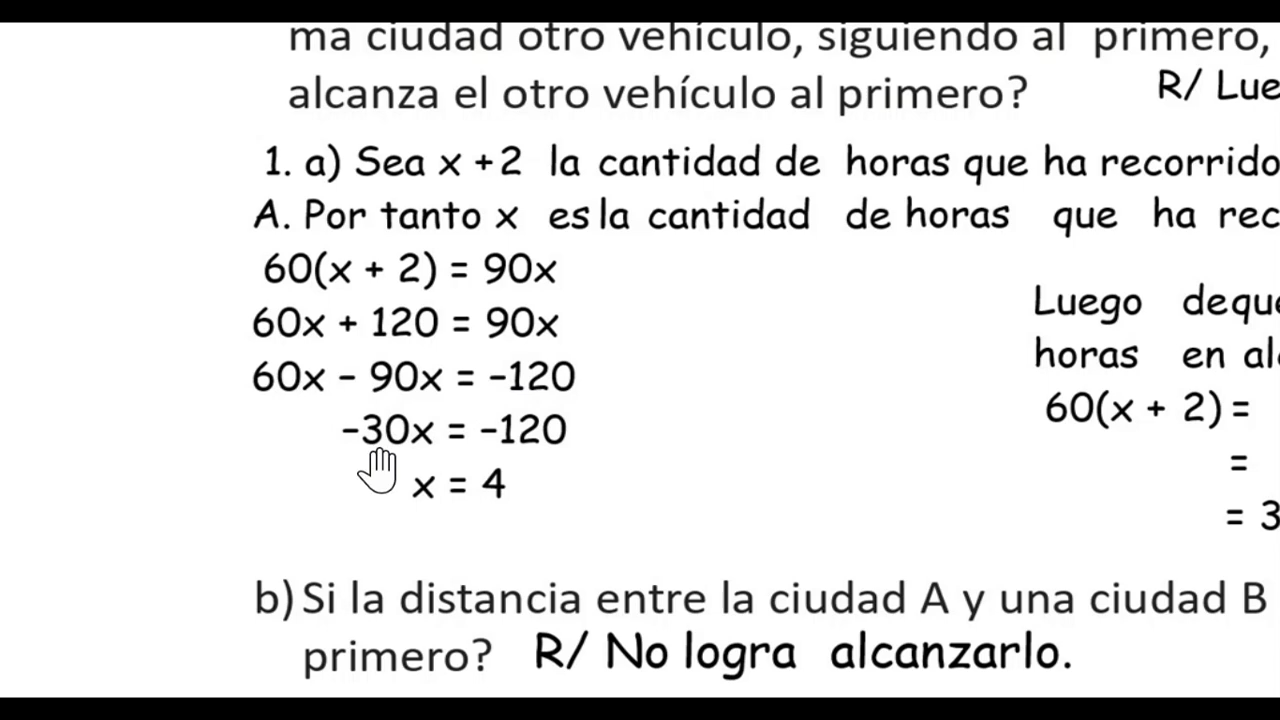 ma ciudad otro vehículo, siguiendo al primero,
alcanza el otro vehículo al primero? R/ Lue
1. a) Sea x + 2 la cantidad de horas que ha recorrido
A. Por tanto x es la cantidad de horas que ha rec
60(x + 2) = 90x
60x + 120 = 90x
60x - 90x = -120
-30x = -120
x = 4
Luego deque
horas en al
60(x + 2) =
=
= 3
b) Si la distancia entre la ciudad A y una ciudad B
primero? R/ No logra alcanzarlo.